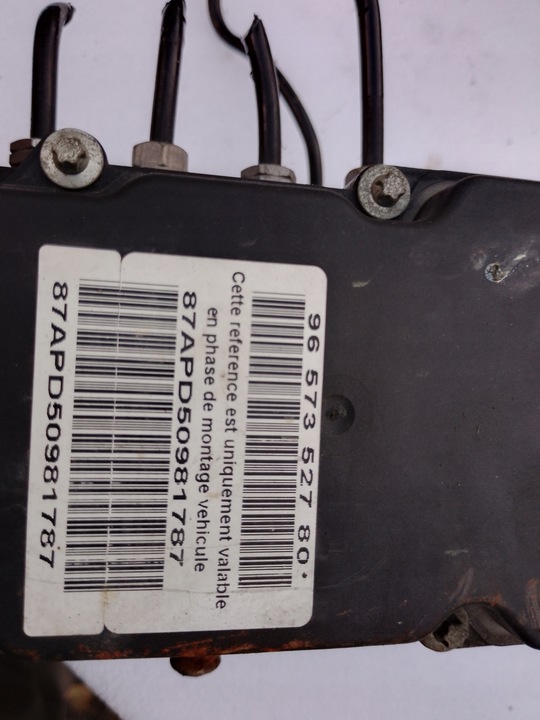 96 573 527 80*
Cette reference est uniquement valable
en phase de montage vehicule
87APD50981787
87APD50981787